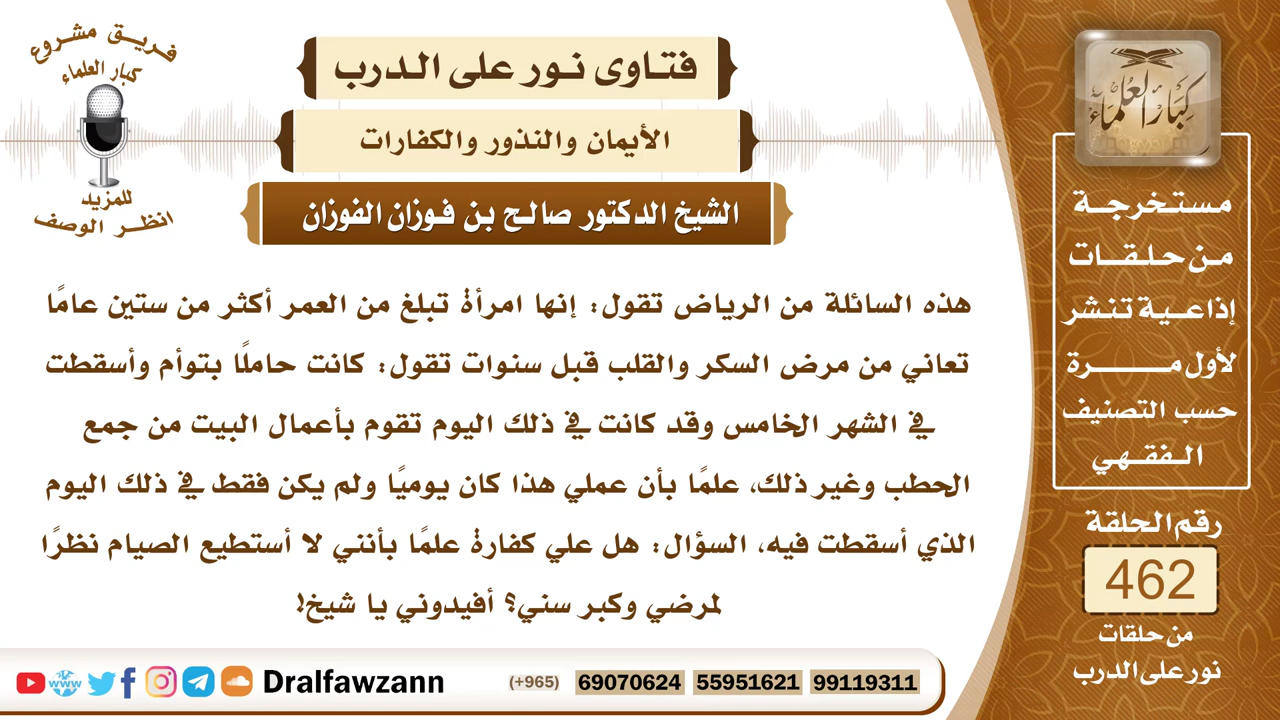 فريق مشروع
كبار العلماء
للمزيد
انظر الوصف
فتاوى نور على الدرب
الأيمان والنذور والكفارات
الشيخ الدكتور صالح بن فوزان الفوزان
هذه السائلة من الرياض تقول: إنها امرأة تبلغ من العمر أكثر من ستين عامًا
تعاني من مرض السكر والقلب قبل سنوات تقول: كانت حاملًا بتوأم وأسقطت
في الشهر الخامس وقد كانت في ذلك اليوم تقوم بأعمال البيت من جمع
الحطب وغير ذلك، علمًا بأن عملي هذا كان يوميًا ولم يكن فقط في ذلك اليوم
الذي أسقطت فيه، السؤال: هل علي كفارة علمًا بأنني لا أستطيع الصيام نظرًا
لمرضي وكبر سني؟ أفيدوني يا شيخ!
كبار العلماء
مستخرجة
من حلقات
إذاعية تنشر
لأول مرة
حسب التصنيف
الفقهي
رقم الحلقة
462
من حلقات
نور على الدرب
www
Dralfawzann
(+965) 69070624 55951621 99119311